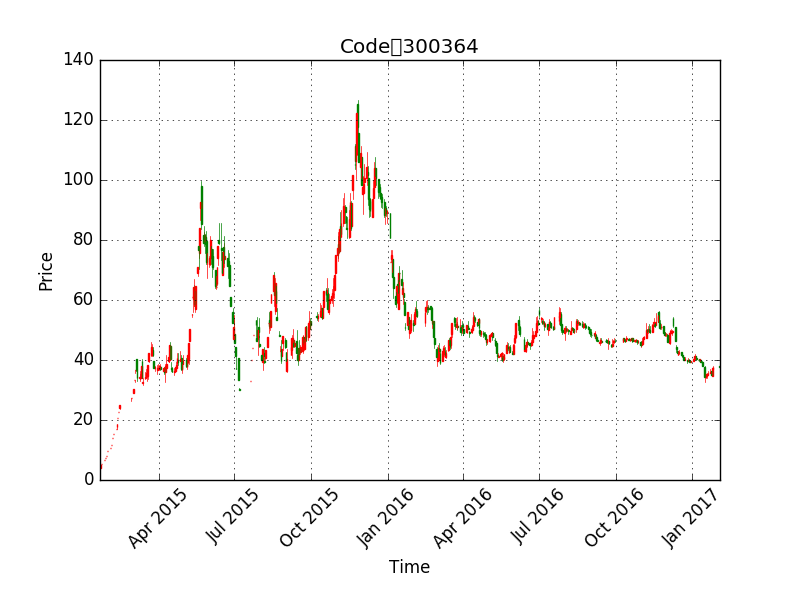 Code▯300364
140
120
100
80
60
40
20
0
Price
Apr 2015
Jul 2015
Oct 2015
Jan 2016
Apr 2016
Jul 2016
Oct 2016
Jan 2017
Time